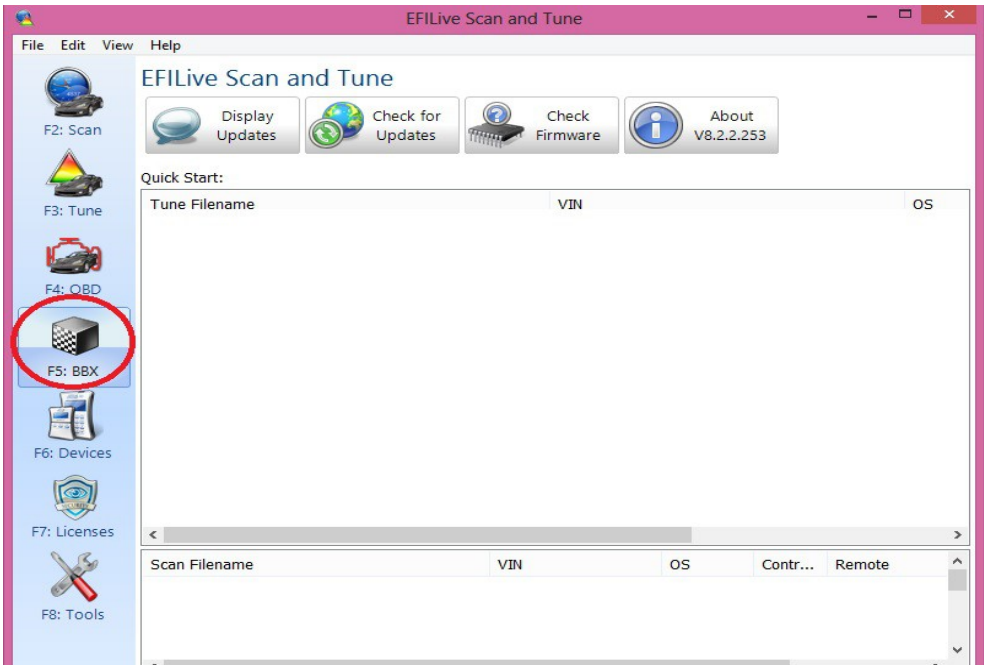 EFILive Scan and Tune
File Edit View Help
EFILive Scan and Tune
Display Updates
Check for Updates
Check Firmware
About V8.2.2.253
F2: Scan
F3: Tune
F4: OBD
F5: BBX
F6: Devices
F7: Licenses
F8: Tools
Quick Start:
Tune Filename VIN OS
Scan Filename VIN OS Contr... Remote